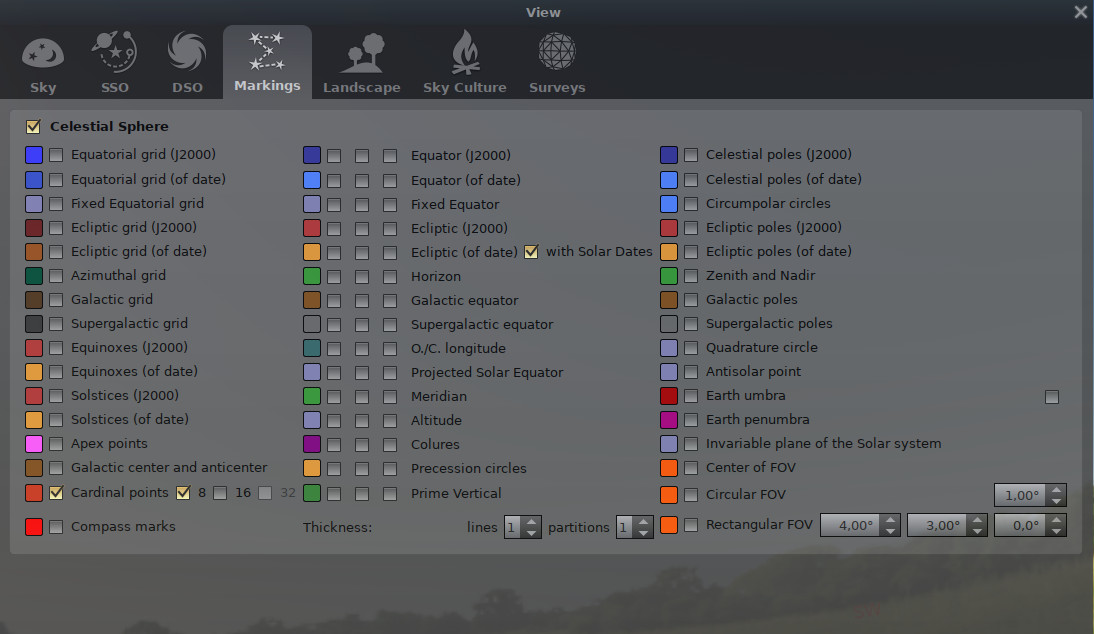 View
Sky SSO DSO Markings Landscape Sky Culture Surveys
Celestial Sphere
Equatorial grid (J2000) Equator (J2000) Celestial poles (J2000)
Equatorial grid (of date) Equator (of date) Celestial poles (of date)
Fixed Equatorial grid Fixed Equator Circumpolar circles
Ecliptic grid (J2000) Ecliptic (J2000) Ecliptic poles (J2000)
Ecliptic grid (of date) Ecliptic (of date) with Solar Dates Ecliptic poles (of date)
Azimuthal grid Horizon Zenith and Nadir
Galactic grid Galactic equator Galactic poles
Supergalactic grid Supergalactic equator Supergalactic poles
Equinoxes (J2000) O./C. longitude Quadrature circle
Equinoxes (of date) Projected Solar Equator Antisolar point
Solstices (J2000) Meridian Earth umbra
Solstices (of date) Altitude Earth penumbra
Apex points Colures Invariable plane of the Solar system
Galactic center and anticenter Precession circles Center of FOV
Cardinal points 8 16 32 Prime Vertical Circular FOV 1,00°
Compass marks Thickness: lines 1 partitions 1 Rectangular FOV 4,00° 3,00° 0,0°